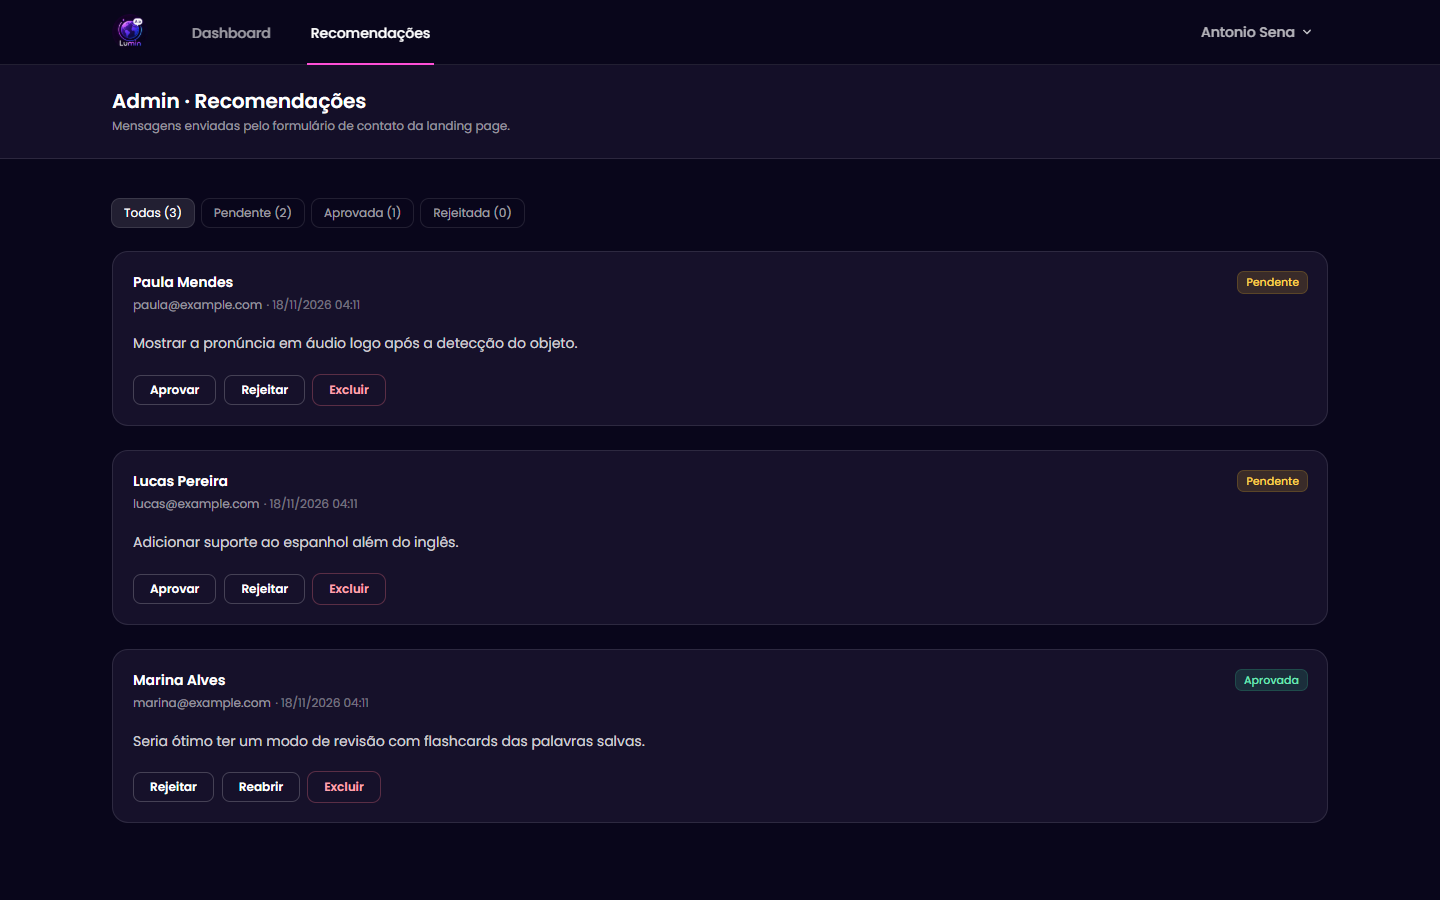 Lumin
Dashboard
Recomendações
Antonio Sena
Admin · Recomendações
Mensagens enviadas pelo formulário de contato da landing page.
Todas (3)
Pendente (2)
Aprovada (1)
Rejeitada (0)
Paula Mendes
Pendente
paula@example.com · 18/11/2026 04:11
Mostrar a pronúncia em áudio logo após a detecção do objeto.
Aprovar
Rejeitar
Excluir
Lucas Pereira
Pendente
lucas@example.com · 18/11/2026 04:11
Adicionar suporte ao espanhol além do inglês.
Aprovar
Rejeitar
Excluir
Marina Alves
Aprovada
marina@example.com · 18/11/2026 04:11
Seria ótimo ter um modo de revisão com flashcards das palavras salvas.
Rejeitar
Reabrir
Excluir